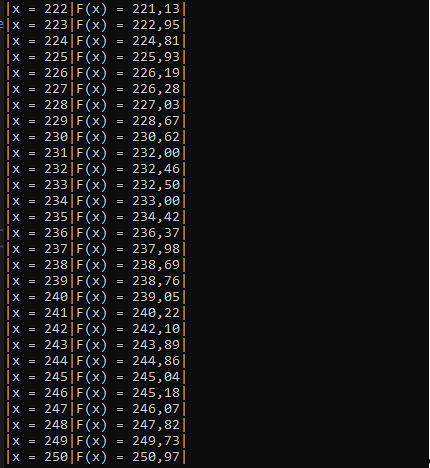 |x = 222|F(x) = 221,13|
|x = 223|F(x) = 222,95|
|x = 224|F(x) = 224,81|
|x = 225|F(x) = 225,93|
|x = 226|F(x) = 226,19|
|x = 227|F(x) = 226,28|
|x = 228|F(x) = 227,03|
|x = 229|F(x) = 228,67|
|x = 230|F(x) = 230,62|
|x = 231|F(x) = 232,00|
|x = 232|F(x) = 232,46|
|x = 233|F(x) = 232,50|
|x = 234|F(x) = 233,00|
|x = 235|F(x) = 234,42|
|x = 236|F(x) = 236,37|
|x = 237|F(x) = 237,98|
|x = 238|F(x) = 238,69|
|x = 239|F(x) = 238,76|
|x = 240|F(x) = 239,05|
|x = 241|F(x) = 240,22|
|x = 242|F(x) = 242,10|
|x = 243|F(x) = 243,89|
|x = 244|F(x) = 244,86|
|x = 245|F(x) = 245,04|
|x = 246|F(x) = 245,18|
|x = 247|F(x) = 246,07|
|x = 248|F(x) = 247,82|
|x = 249|F(x) = 249,73|
|x = 250|F(x) = 250,97|